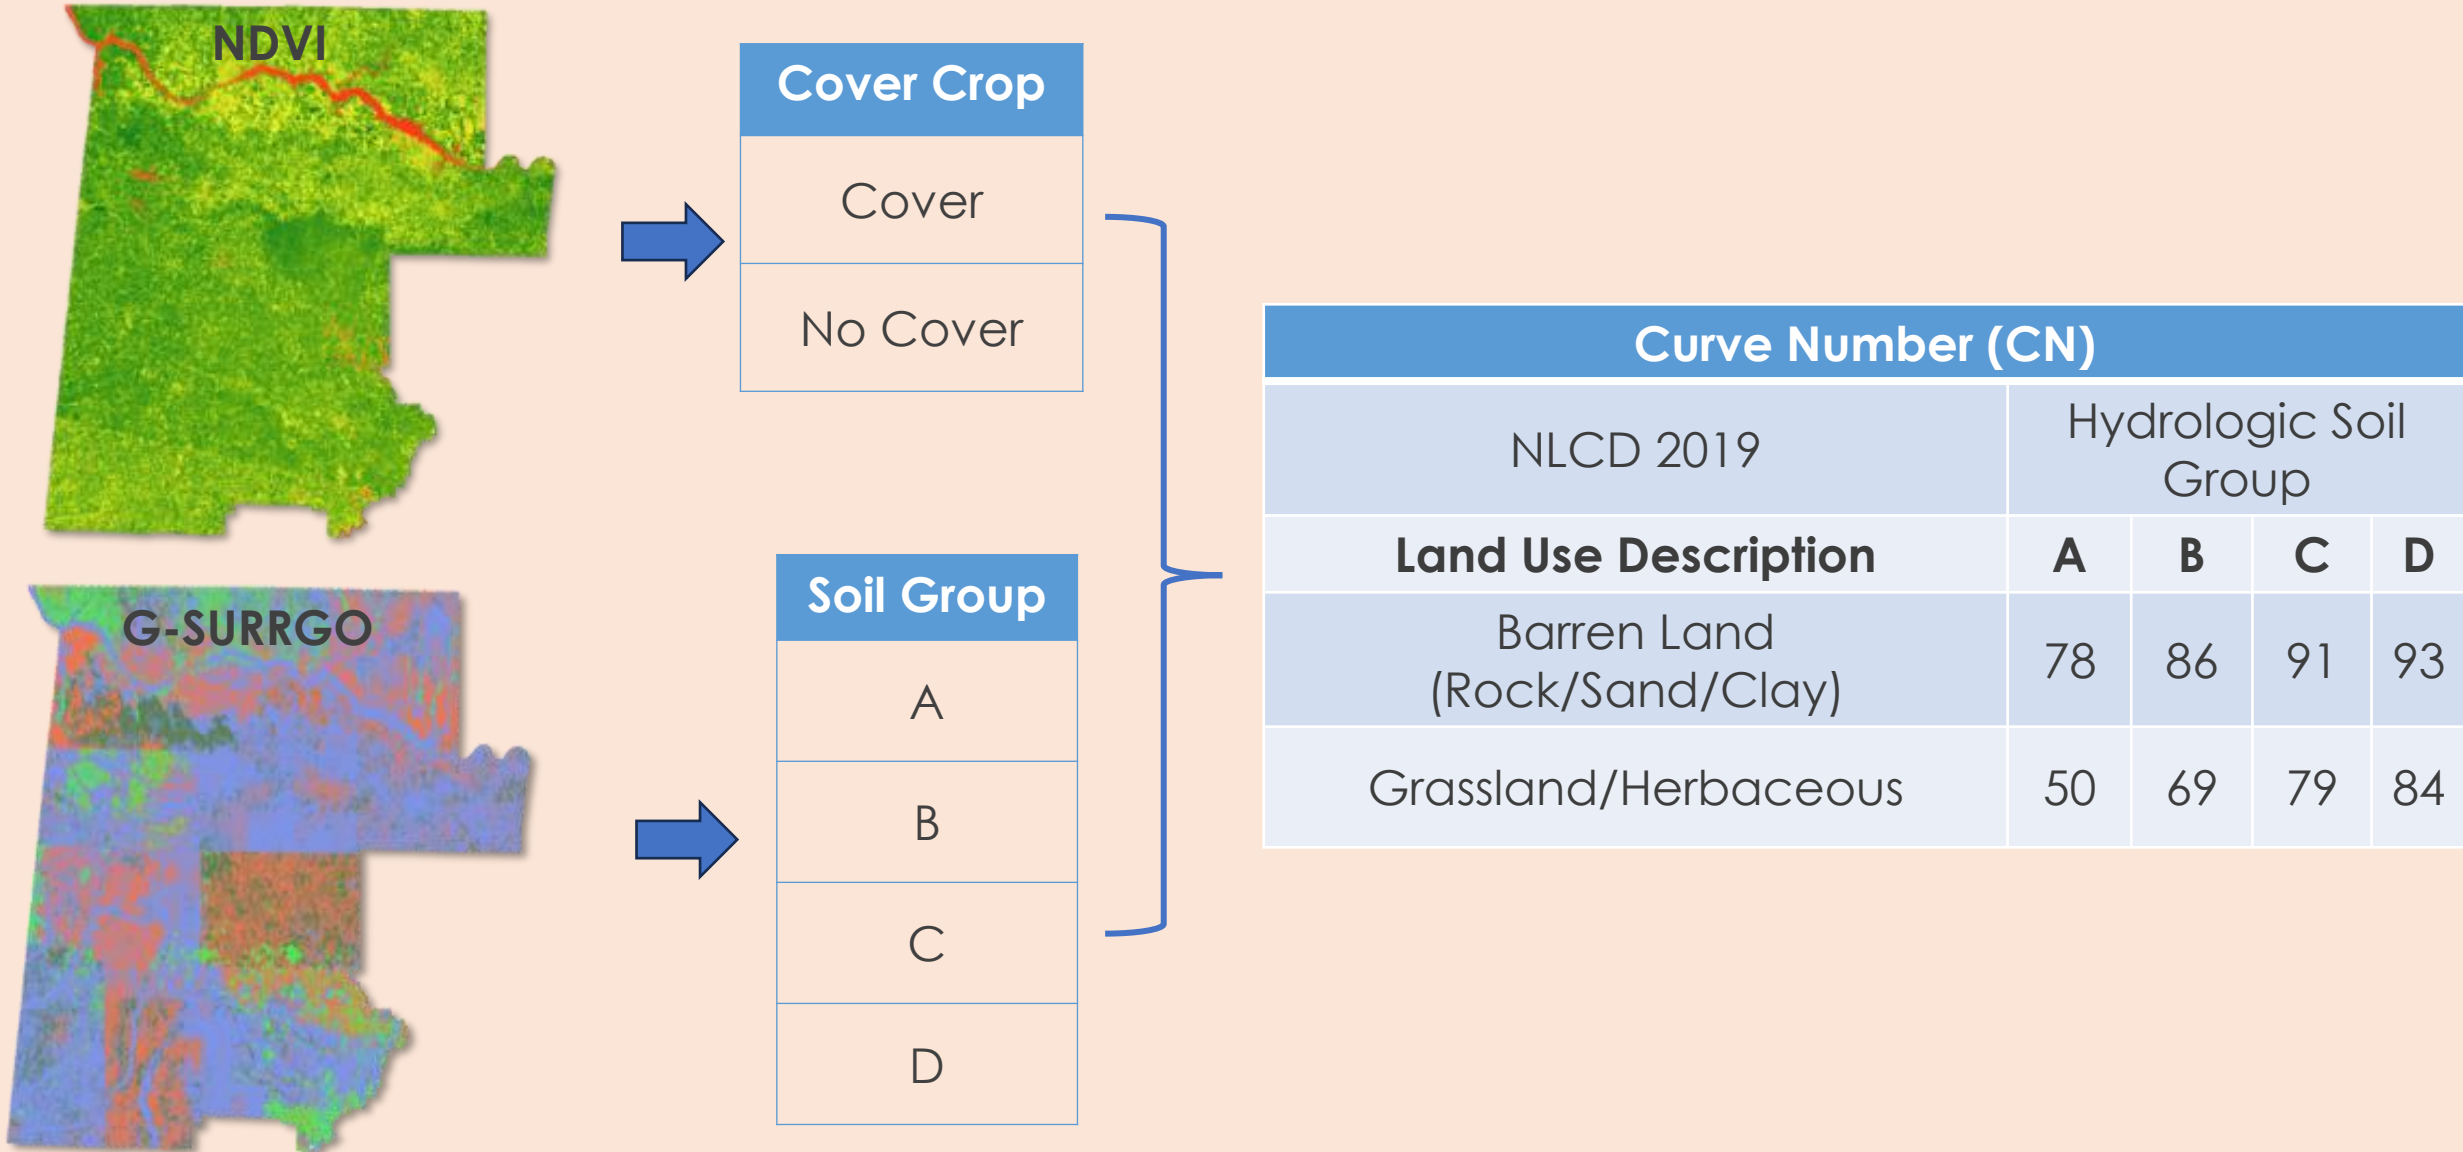 NDVI
Cover Crop
Cover
No Cover
G-SURRGO
Soil Group
A
B
C
D
Curve Number (CN)
NLCD 2019
Hydrologic Soil
Group
Land Use Description A B C D
Barren Land
(Rock/Sand/Clay) 78 86 91 93
Grassland/Herbaceous 50 69 79 84